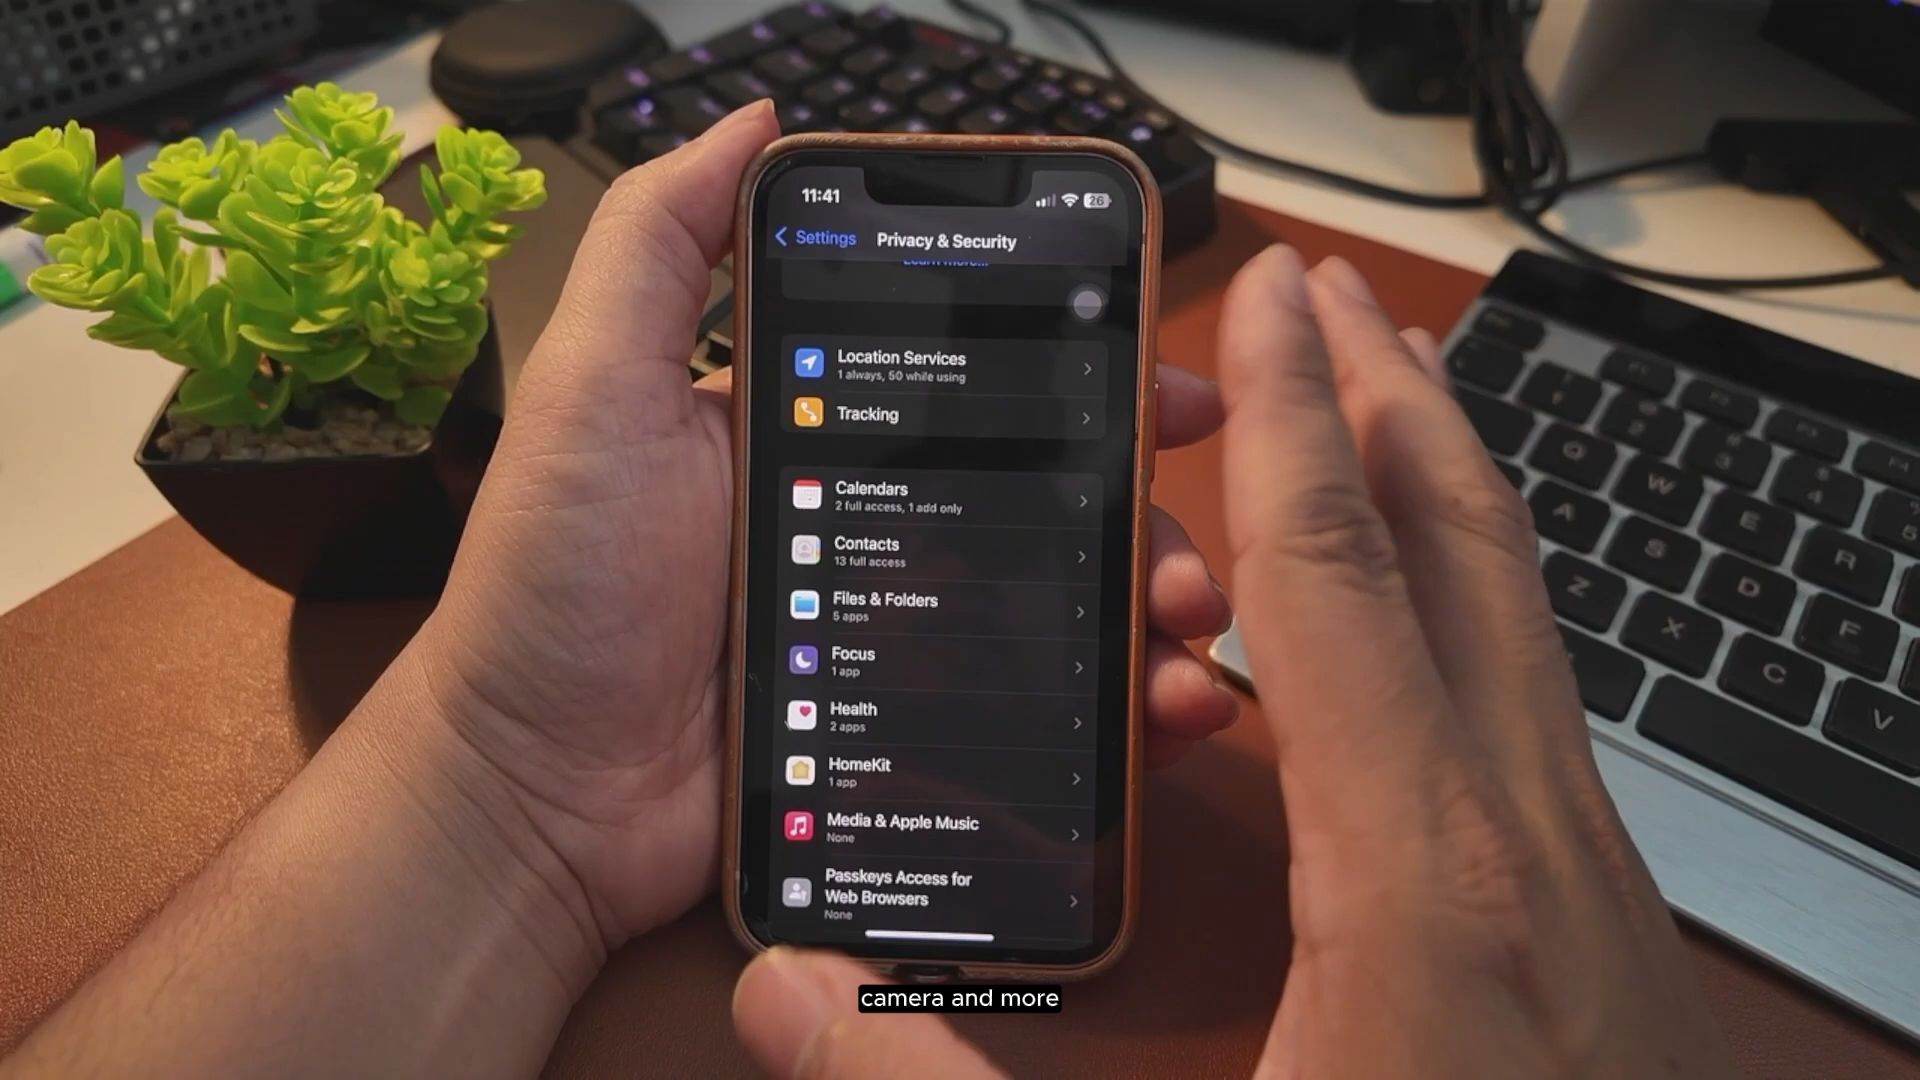 11:41
26
Settings
Privacy & Security
Learn more...
Location Services
1 always, 50 while using
Tracking
Calendars
2 full access, 1 add only
Contacts
13 full access
Files & Folders
5 apps
Focus
1 app
Health
2 apps
HomeKit
1 app
Media & Apple Music
None
Passkeys Access for
Web Browsers
None
camera and more
Q
W
E
R
A
S
D
F
Z
X
C
V